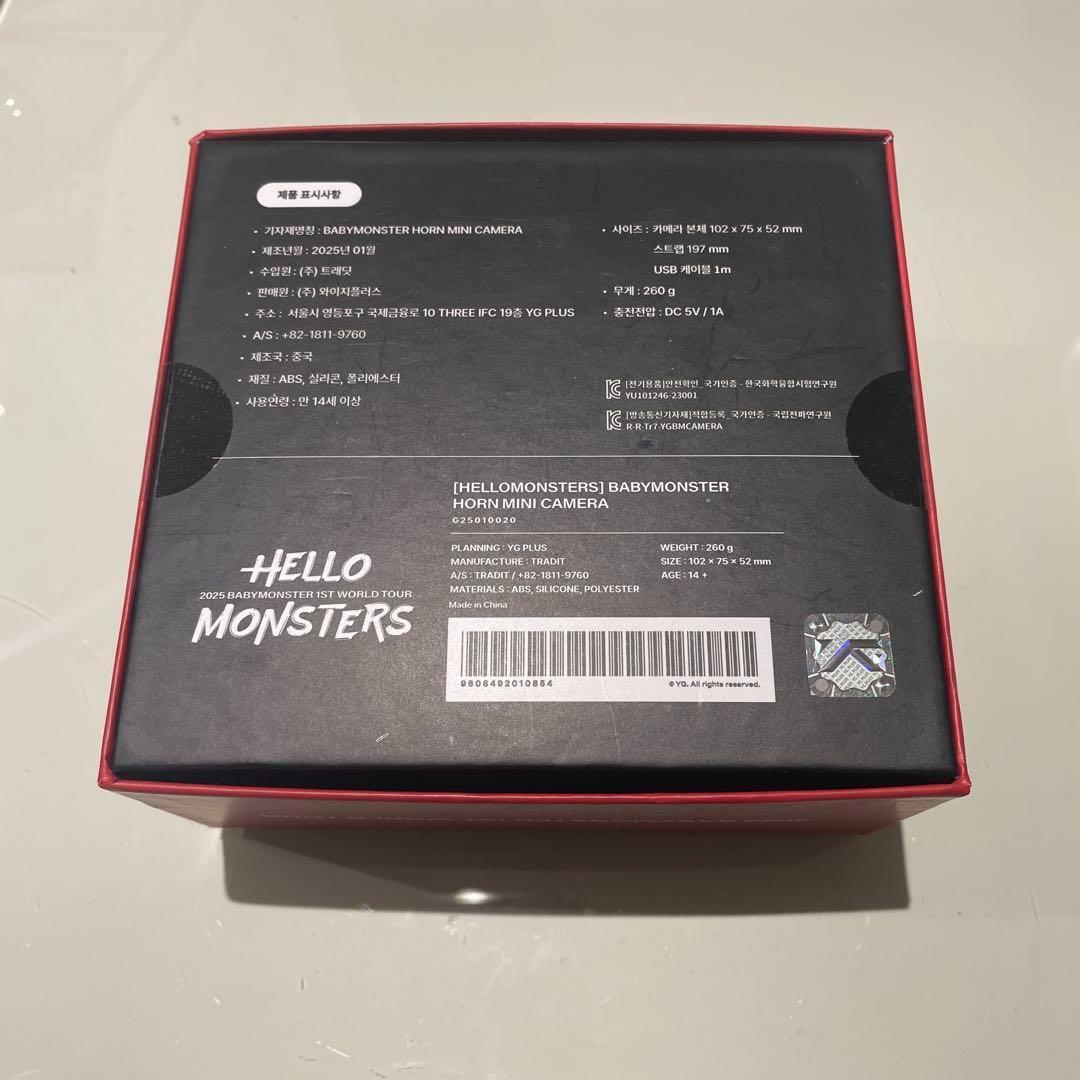 제품 표시사항
• 기자재명칭 : BABYMONSTER HORN MINI CAMERA
• 제조년월 : 2025년 01월
• 수입원 : (주) 트래딧
• 판매원 : (주) 와이지플러스
• 주소 : 서울시 영등포구 국제금융로 10 THREE IFC 19층 YG PLUS
• A/S : +82-1811-9760
• 제조국 : 중국
• 재질 : ABS, 실리콘, 폴리에스터
• 사용연령 : 만 14세 이상
• 사이즈 : 카메라 본체 102 x 75 x 52 mm
스트랩 197 mm
USB 케이블 1m
• 무게 : 260 g
• 충전전압 : DC 5V / 1A
[전기용품]안전확인_국가인증 - 한국화학융합시험연구원
YU101246-23001
[방송통신기자재]적합등록_국가인증 - 국립전파연구원
R-R-Tr7-YGBMCAMERA
[HELLOMONSTERS] BABYMONSTER
HORN MINI CAMERA
G25010020
PLANNING : YG PLUS
MANUFACTURE : TRADIT
A/S : TRADIT / +82-1811-9760
MATERIALS : ABS, SILICONE, POLYESTER
Made in China
WEIGHT : 260 g
SIZE : 102 × 75 × 52 mm
AGE : 14 +
HELLO
2025 BABYMONSTER 1ST WORLD TOUR
MONSTERS
9808492010854
© YG. All rights reserved.